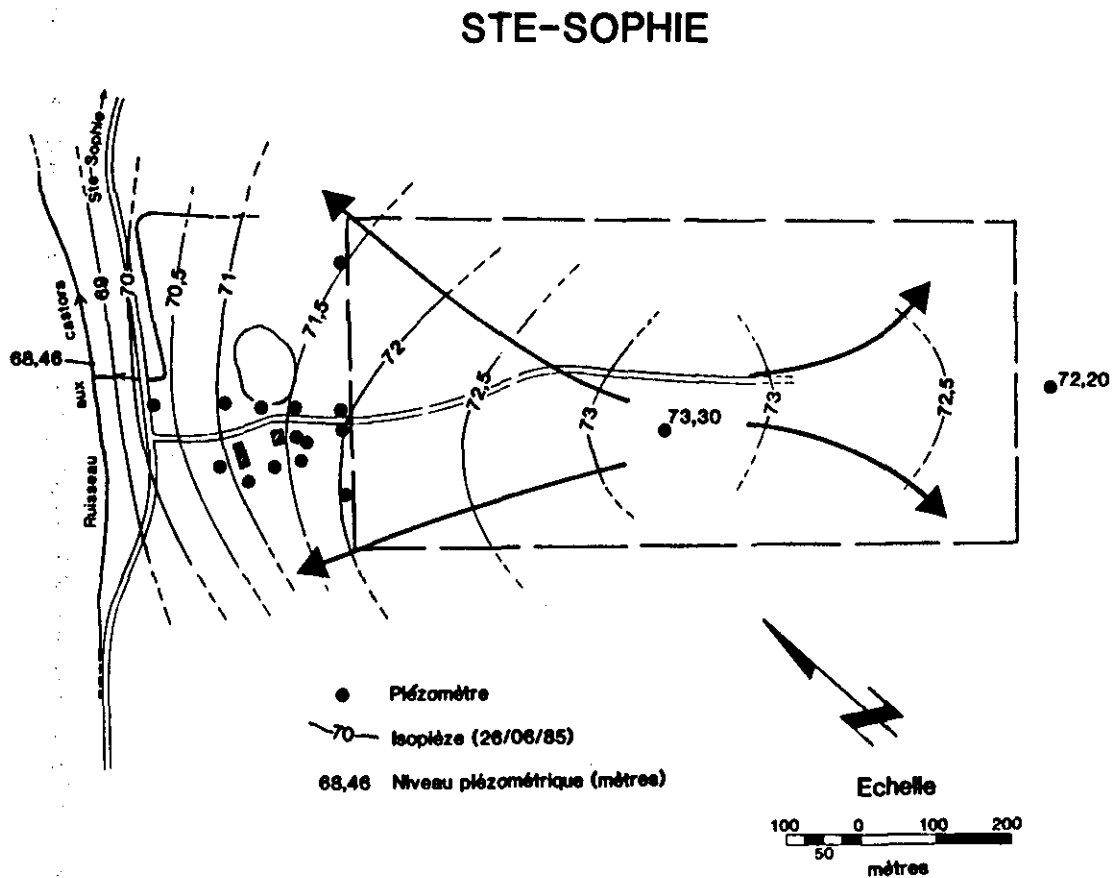 STE-SOPHIE
Ste-Sophie
Ruisseau aux castors
68,46
69
70
70,5
71
71,5
72
72,5
73
73,30
73
72,5
72,20
Piézomètre
70 Isopièze (26/06/85)
68,46 Niveau piézométrique (mètres)
Echelle
100 0 100 200
50
mètres